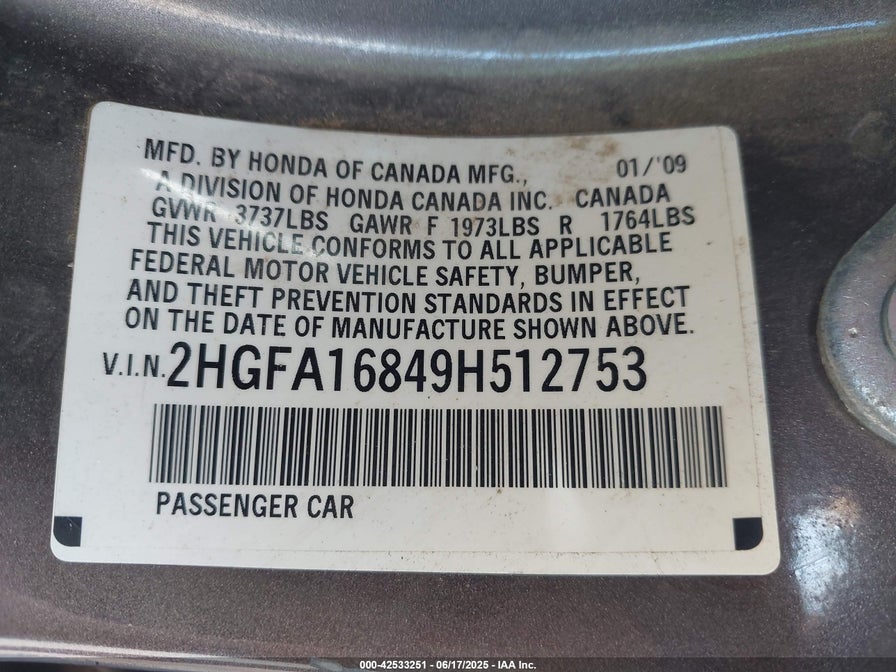 MFD. BY HONDA OF CANADA MFG., 01/'09
A DIVISION OF HONDA CANADA INC. CANADA
GVWR 3737LBS GAWR F 1973LBS R 1764LBS
THIS VEHICLE CONFORMS TO ALL APPLICABLE
FEDERAL MOTOR VEHICLE SAFETY, BUMPER,
AND THEFT PREVENTION STANDARDS IN EFFECT
ON THE DATE OF MANUFACTURE SHOWN ABOVE.
V.I.N. 2HGFA16849H512753
PASSENGER CAR
000-42533251 - 06/17/2025 - IAA Inc.